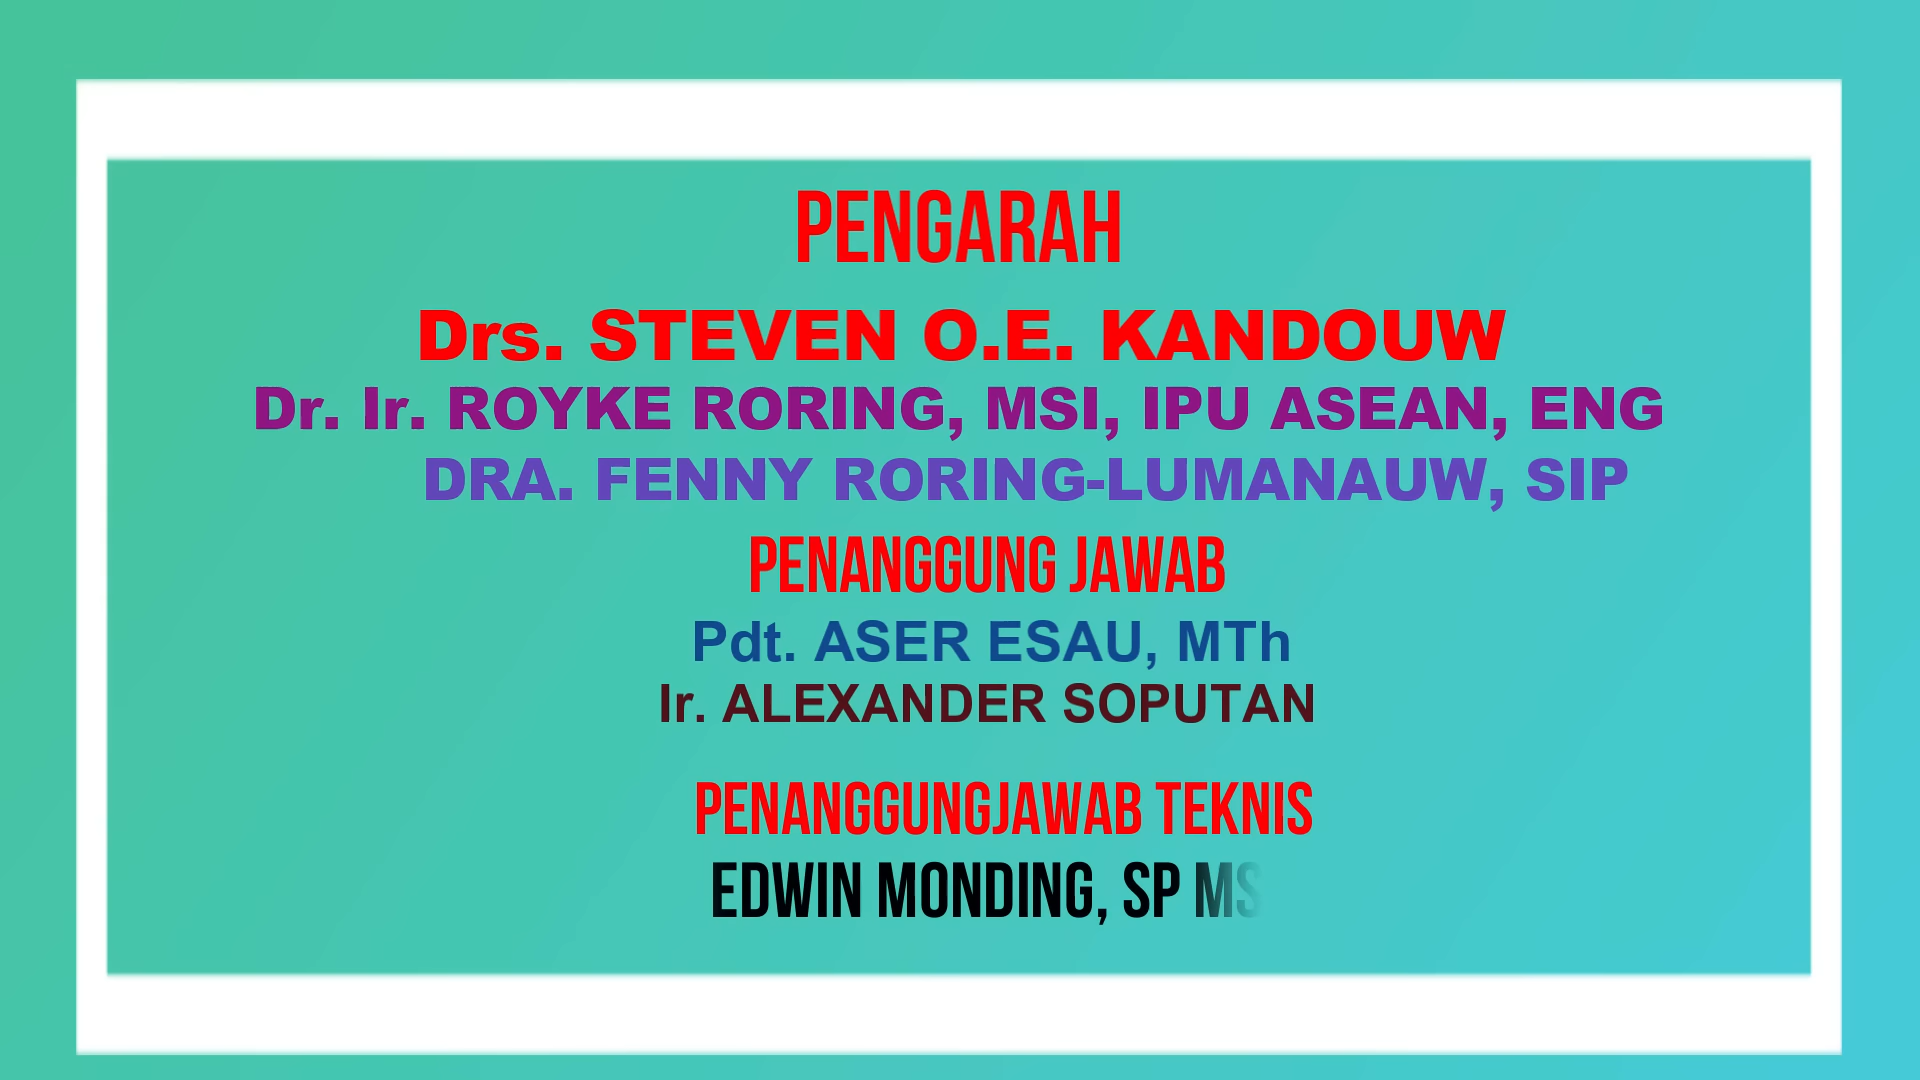 PENGARAH
Drs. STEVEN O.E. KANDOUW
Dr. Ir. ROYKE RORING, MSI, IPU ASEAN, ENG
DRA. FENNY RORING-LUMANAUW, SIP
PENANGGUNG JAWAB
Pdt. ASER ESAU, MTh
Ir. ALEXANDER SOPUTAN
PENANGGUNGJAWAB TEKNIS
EDWIN MONDING, SP MS